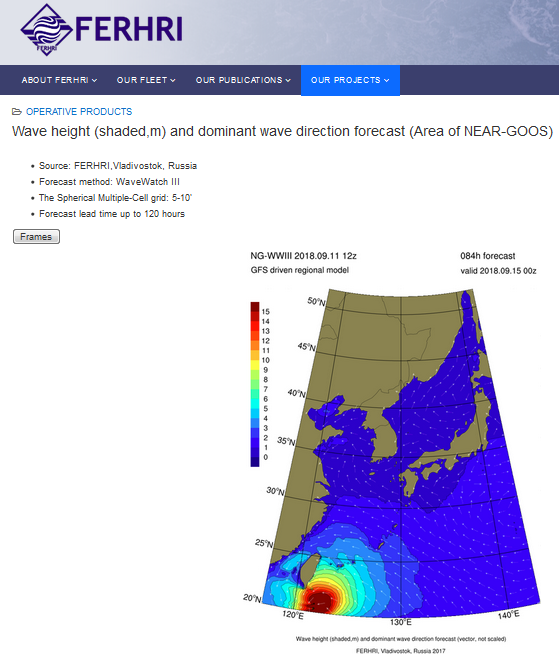 FERHRI
FERHRI
ABOUT FERHRI OUR FLEET OUR PUBLICATIONS OUR PROJECTS
OPERATIVE PRODUCTS
Wave height (shaded,m) and dominant wave direction forecast (Area of NEAR-GOOS)
Source: FERHRI,Vladivostok, Russia
Forecast method: WaveWatch III
The Spherical Multiple-Cell grid: 5-10'
Forecast lead time up to 120 hours
Frames
NG-WWIII 2018.09.11 12z 084h forecast
GFS driven regional model valid 2018.09.15 00z
15
14
13
12
11
10
9
8
7
6
5
4
3
2
1
0
50°N
45°N
40°N
35°N
30°N
25°N
20°N
120°E 130°E 140°E
Wave height (shaded,m) and dominant wave direction forecast (vector, not scaled)
FERHRI, Vladivostok, Russia 2017